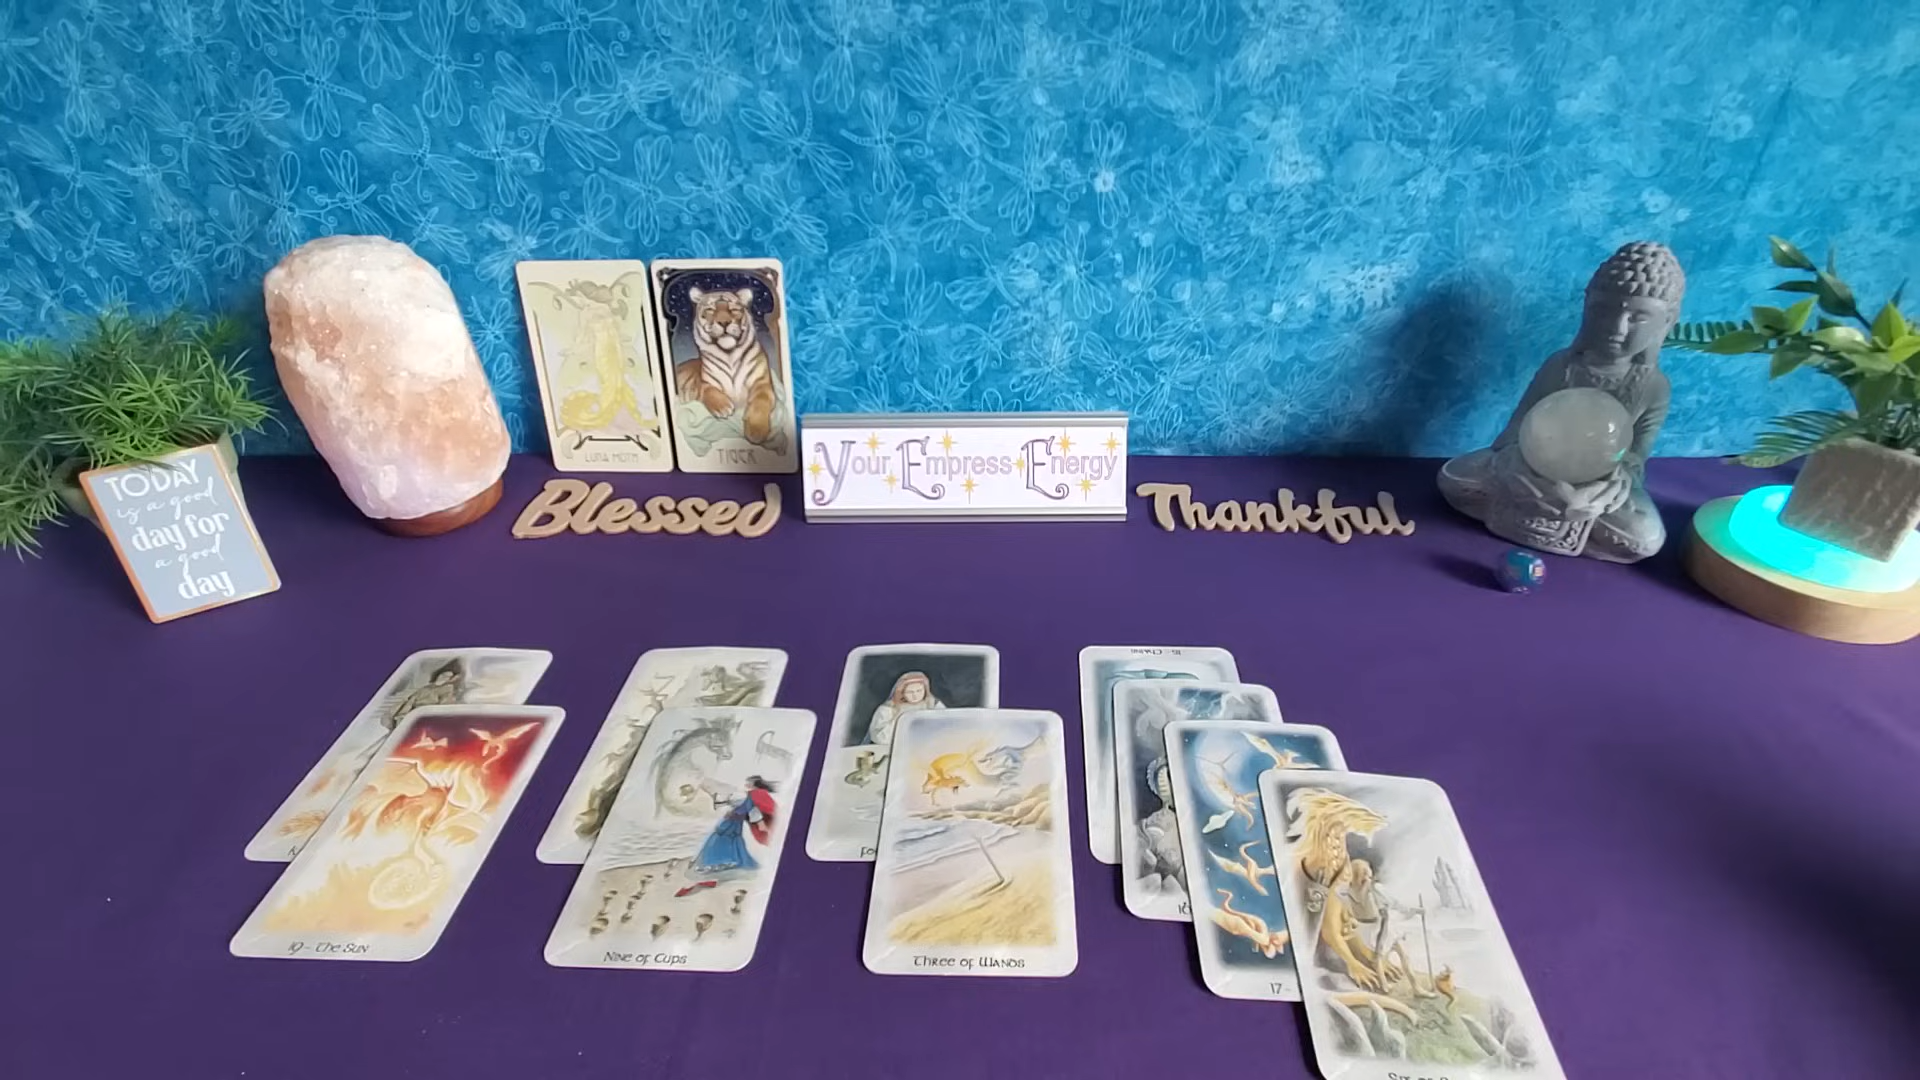 TODAY
is a good
day for
a good
day
LUNA MOTH
TIGER
Your Empress Energy
Blessed
Thankful
19 - The Sun
Nine of Cups
Three of Wands
17 -